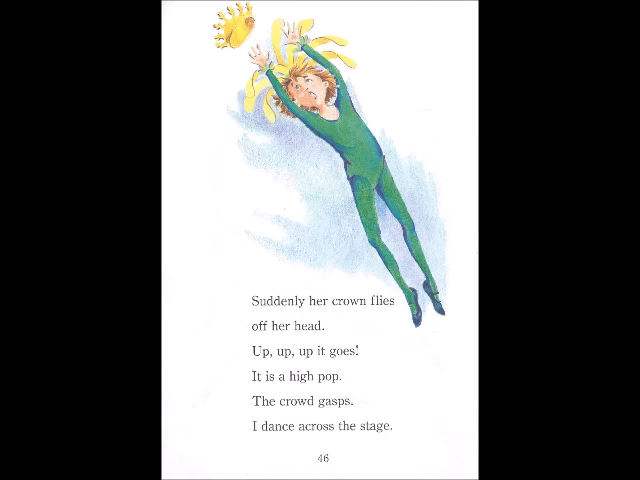 Suddenly her crown flies
off her head.
Up, up, up it goes!
It is a high pop.
The crowd gasps.
I dance across the stage.
46